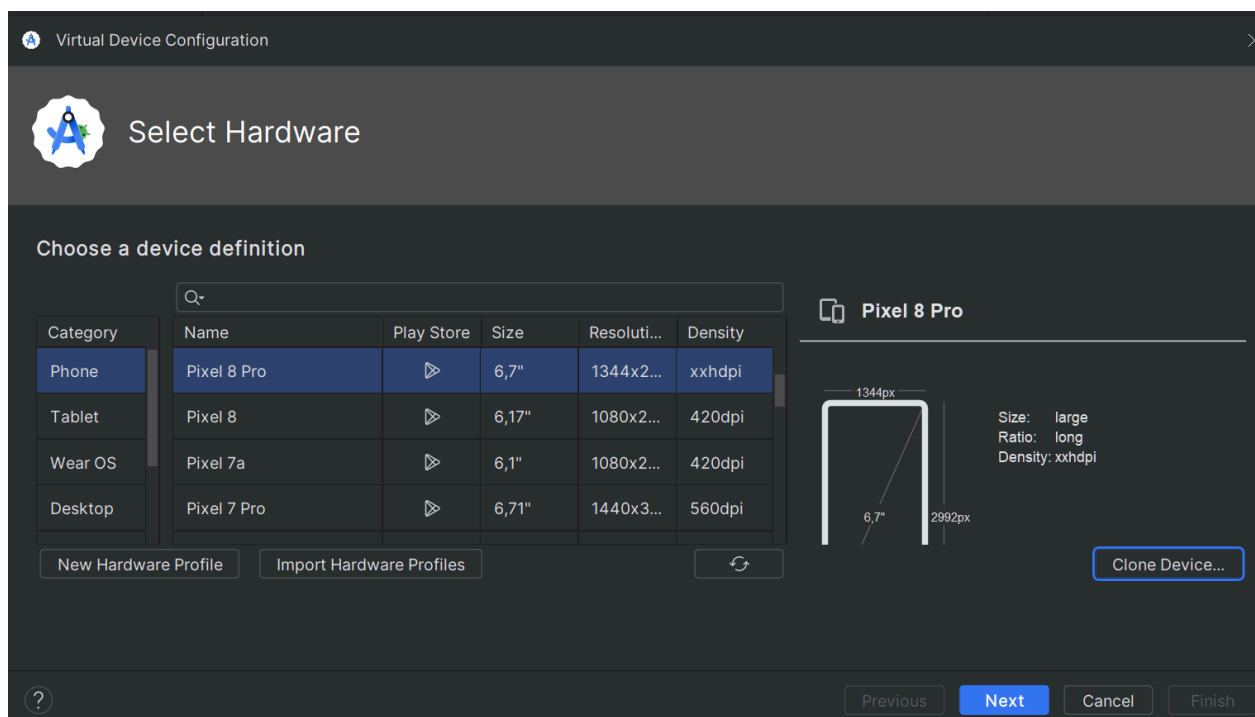 Virtual Device Configuration
Select Hardware
Choose a device definition
Category
Phone
Tablet
Wear OS
Desktop
Name Play Store Size Resoluti... Density
Pixel 8 Pro 6,7" 1344x2... xxhdpi
Pixel 8 6,17" 1080x2... 420dpi
Pixel 7a 6,1" 1080x2... 420dpi
Pixel 7 Pro 6,71" 1440x3... 560dpi
New Hardware Profile Import Hardware Profiles
Pixel 8 Pro
1344px
6,7" 2992px
Size: large
Ratio: long
Density: xxhdpi
Clone Device...
? Previous Next Cancel Finish